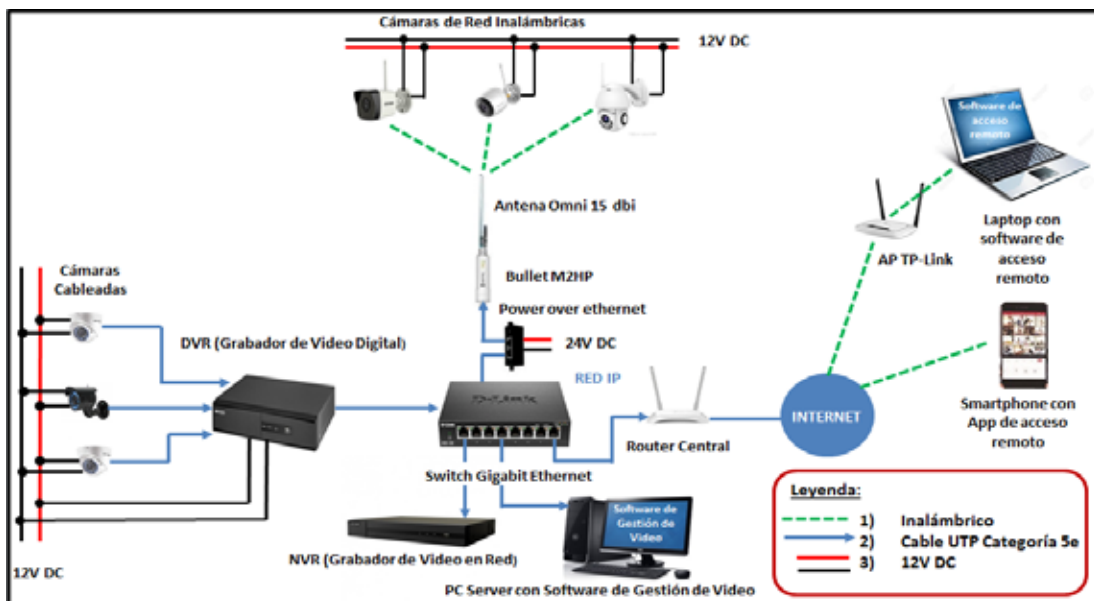 Cámaras de Red Inalámbricas
12V DC
Software de
acceso
remoto
Antena Omni 15 dbi
AP TP-Link
Laptop con
software de
acceso
remoto
Bullet M2HP
Cámaras
Cableadas
Power over ethernet
24V DC
DVR (Grabador de Video Digital)
RED IP
D-Link
INTERNET
Smartphone con
App de acceso
remoto
Router Central
Switch Gigabit Ethernet
Software de
Gestión de
Video
NVR (Grabador de Video en Red)
PC Server con Software de Gestión de Video
12V DC
Leyenda:
1) Inalámbrico
2) Cable UTP Categoría 5e
3) 12V DC